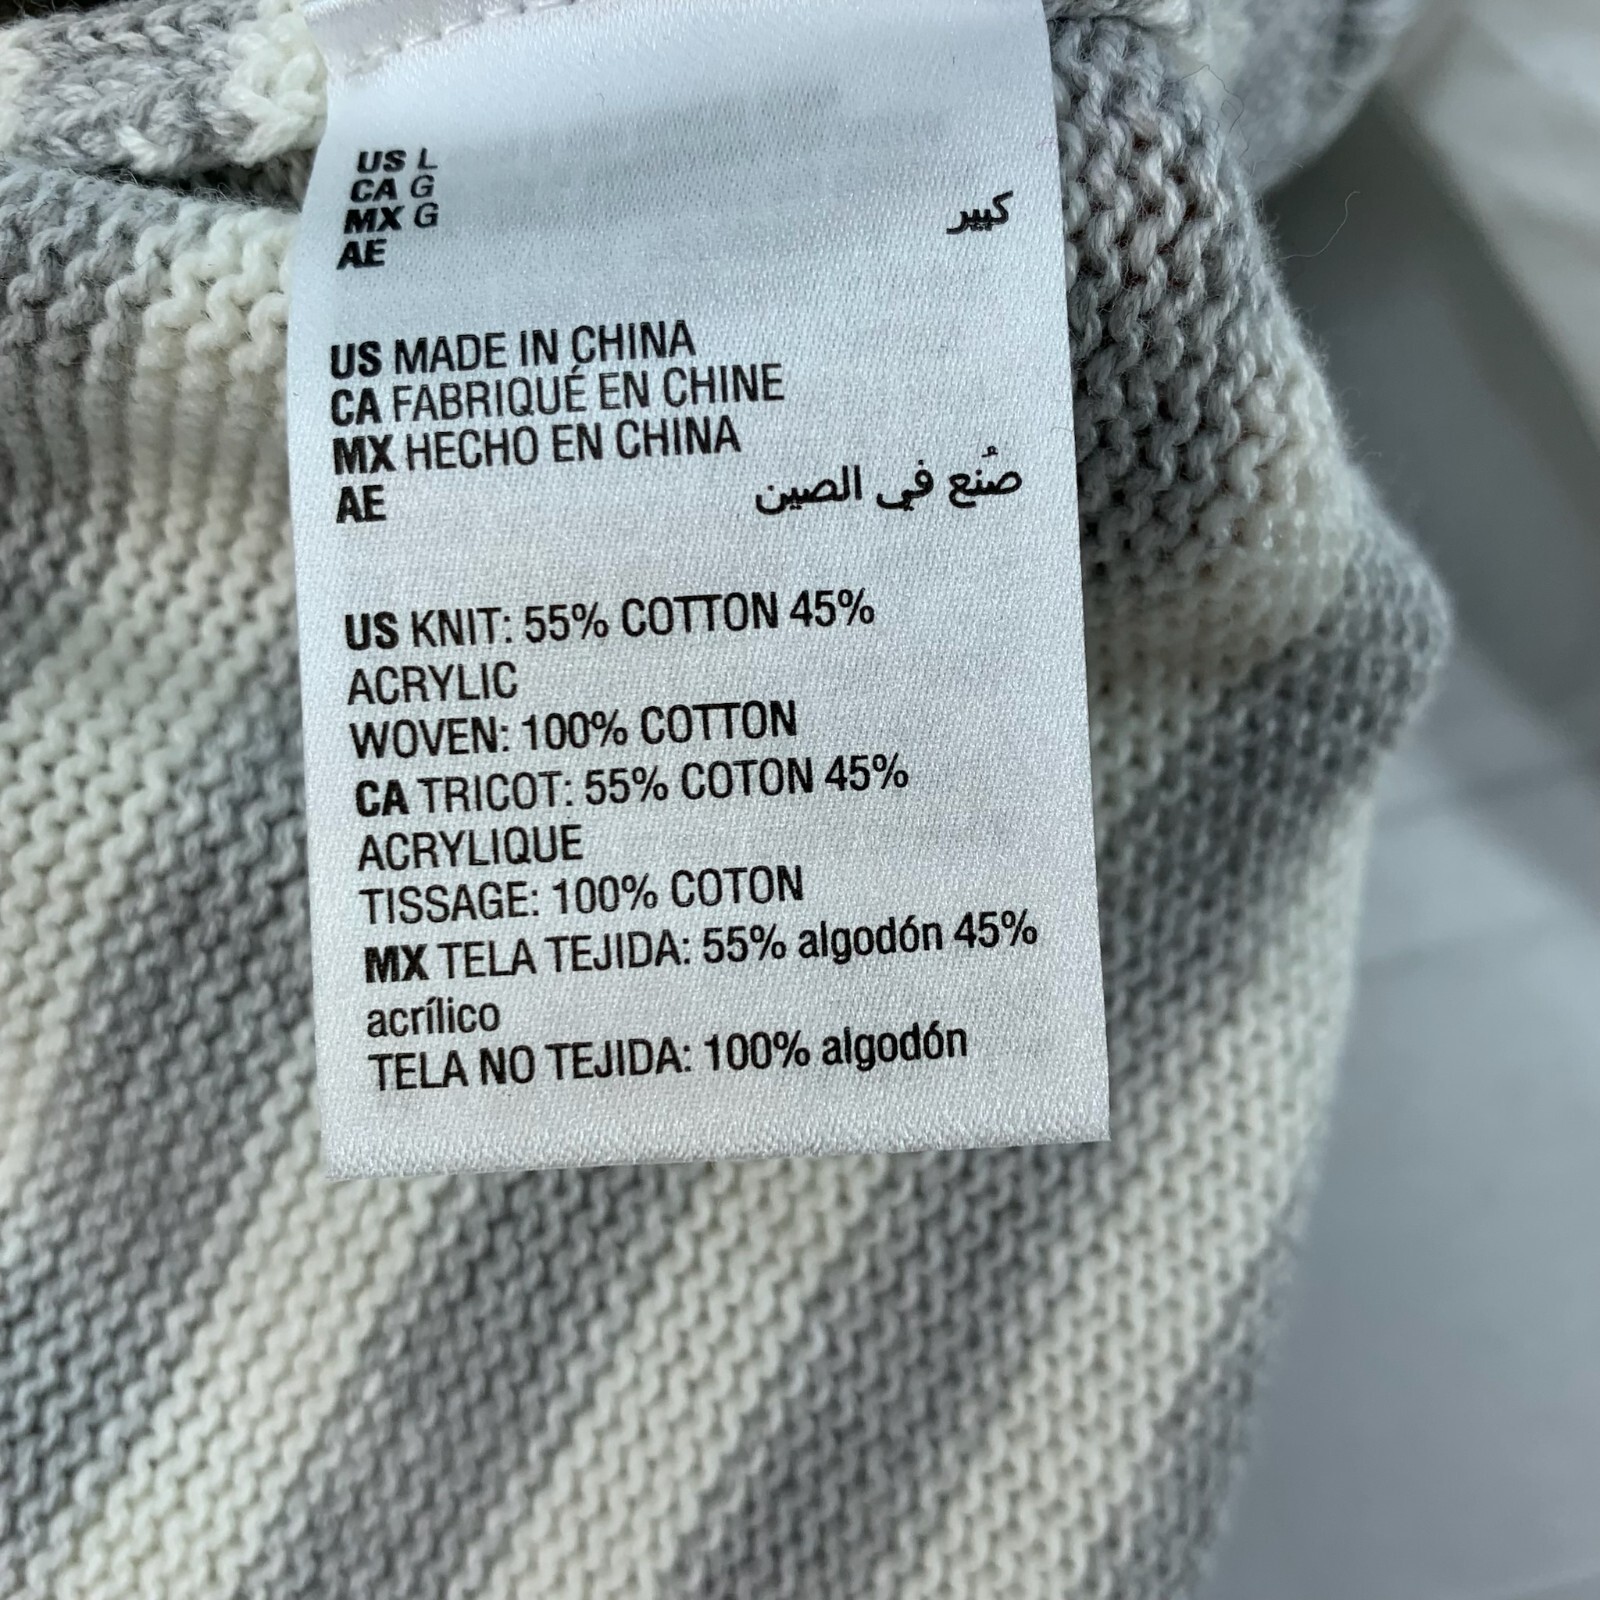 US L
CA G
MX G
AE كبير
US MADE IN CHINA
CA FABRIQUÉ EN CHINE
MX HECHO EN CHINA
AE صُنع في الصين
US KNIT: 55% COTTON 45%
ACRYLIC
WOVEN: 100% COTTON
CA TRICOT: 55% COTON 45%
ACRYLIQUE
TISSAGE: 100% COTON
MX TELA TEJIDA: 55% algodón 45%
acrílico
TELA NO TEJIDA: 100% algodón